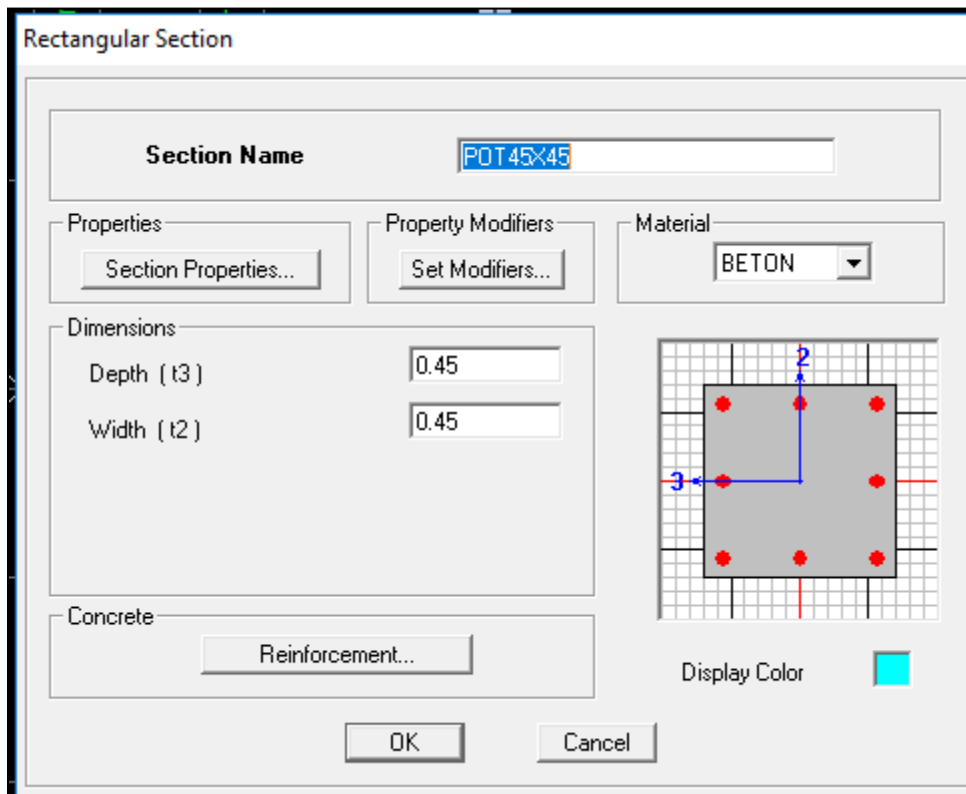 Rectangular Section
Section Name POT45X45
Properties Property Modifiers Material
Section Properties... Set Modifiers... BETON
Dimensions
Depth ( t3 ) 0.45
Width ( t2 ) 0.45
2
3
Concrete
Reinforcement...
Display Color
OK Cancel